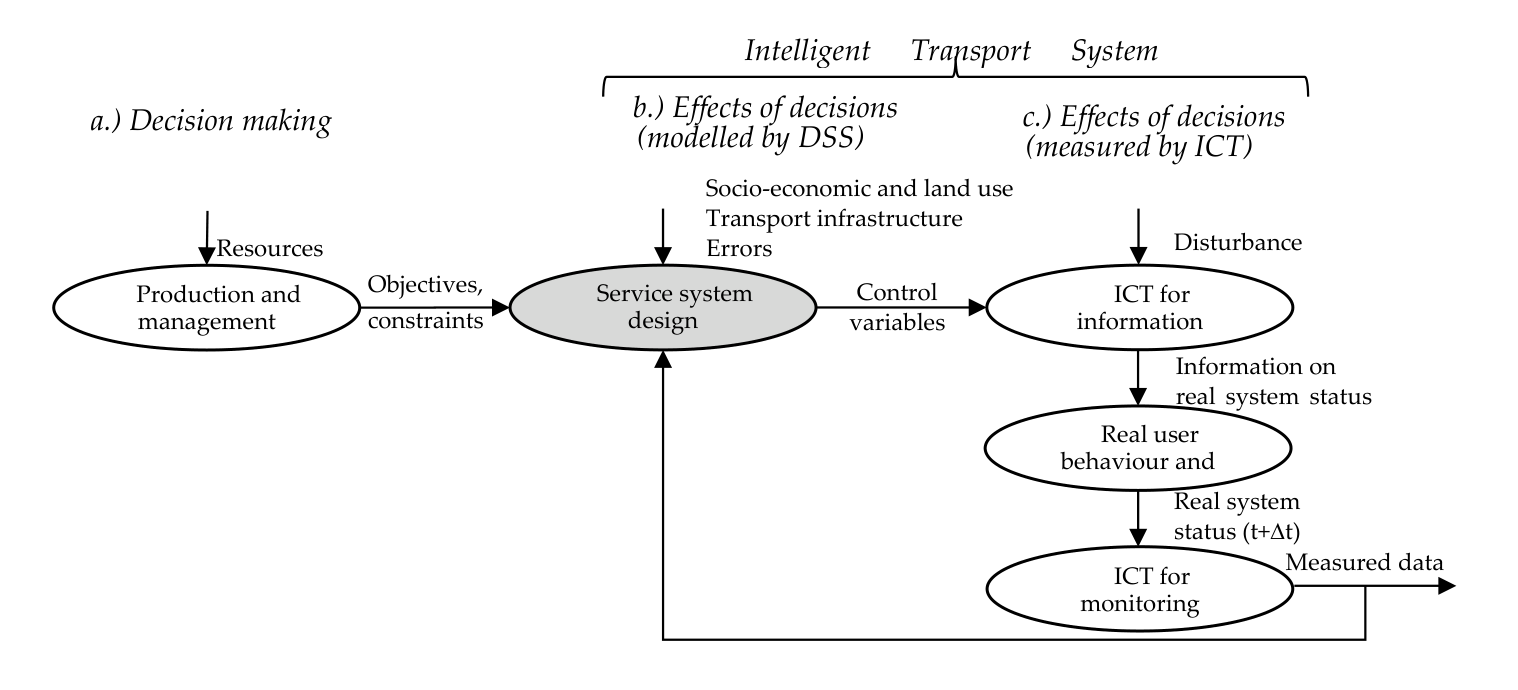 Intelligent Transport System
a.) Decision making
b.) Effects of decisions
(modelled by DSS)
c.) Effects of decisions
(measured by ICT)
Resources
Socio-economic and land use
Transport infrastructure
Errors
Disturbance
Production and
management
Objectives,
constraints
Service system
design
Control
variables
ICT for
information
Information on
real system status
Real user
behaviour and
Real system
status (t+Δt)
ICT for
monitoring
Measured data